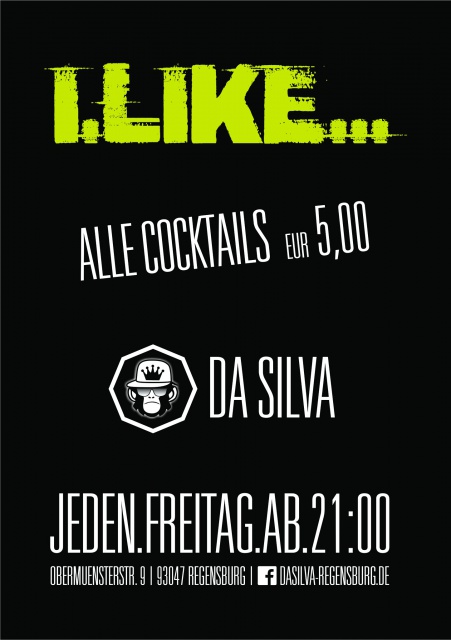 I.LIKE...
ALLE COCKTAILS EUR 5,00
DA SILVA
JEDEN.FREITAG.AB.21:00
OBERMUENSTERSTR. 9 | 93047 REGENSBURG | f DASILVA-REGENSBURG.DE